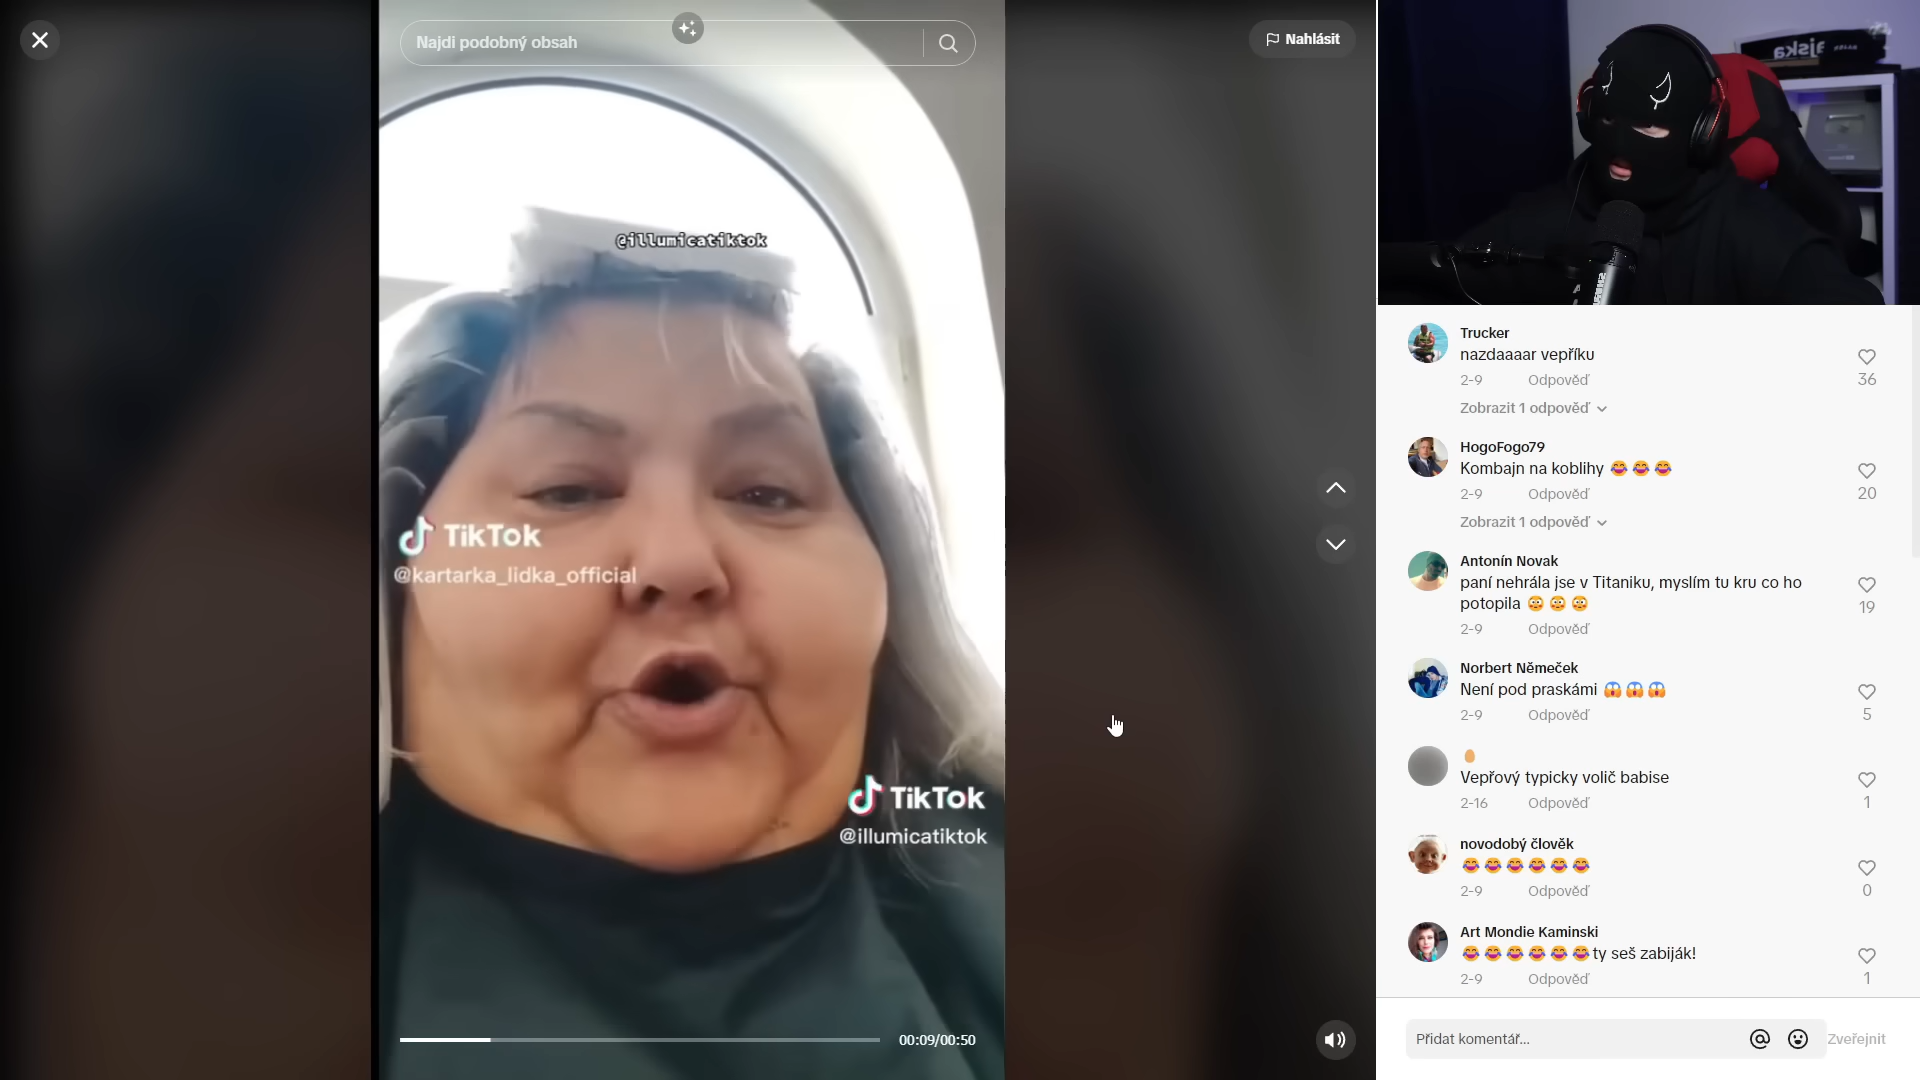 Najdi podobný obsah
Nahlásit
@illumicatiktok
TikTok
@kartarka_lidka_official
TikTok
@illumicatiktok
00:09/00:50
Trucker
nazdaaaar vepříku
2-9 Odpověď
36
Zobrazit 1 odpověď
HogoFogo79
Kombajn na koblihy 😂😂😂
2-9 Odpověď
20
Zobrazit 1 odpověď
Antonín Novak
paní nehrála jse v Titaniku, myslím tu kru co ho
potopila 😳😳😳
2-9 Odpověď
19
Norbert Němeček
Není pod praskámi 😱😱😱
2-9 Odpověď
5
Vepřový typicky volič babise
2-16 Odpověď
1
novodobý člověk
😂😂😂😂😂😂
2-9 Odpověď
0
Art Mondie Kaminski
😂😂😂😂😂😂ty seš zabiják!
2-9 Odpověď
1
Přidat komentář...
Zveřejnit